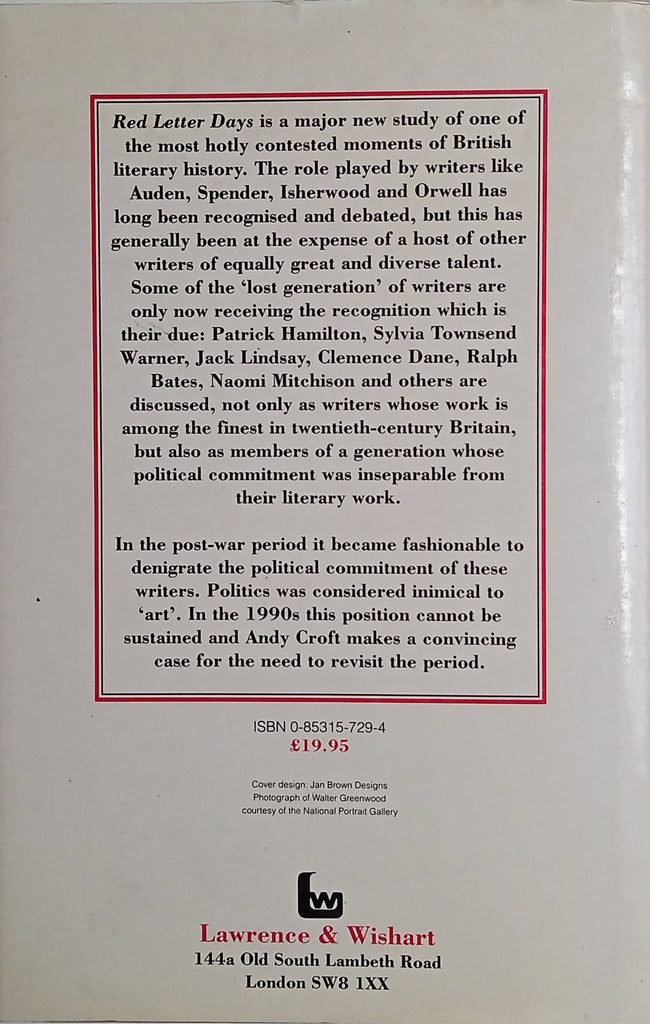 Red Letter Days is a major new study of one of
the most hotly contested moments of British
literary history. The role played by writers like
Auden, Spender, Isherwood and Orwell has
long been recognised and debated, but this has
generally been at the expense of a host of other
writers of equally great and diverse talent.
Some of the ‘lost generation’ of writers are
only now receiving the recognition which is
their due: Patrick Hamilton, Sylvia Townsend
Warner, Jack Lindsay, Clemence Dane, Ralph
Bates, Naomi Mitchison and others are
discussed, not only as writers whose work is
among the finest in twentieth-century Britain,
but also as members of a generation whose
political commitment was inseparable from
their literary work.
In the post-war period it became fashionable to
denigrate the political commitment of these
writers. Politics was considered inimical to
‘art’. In the 1990s this position cannot be
sustained and Andy Croft makes a convincing
case for the need to revisit the period.
ISBN 0-85315-729-4
£19.95
Cover design: Jan Brown Designs
Photograph of Walter Greenwood
courtesy of the National Portrait Gallery
LW
Lawrence & Wishart
144a Old South Lambeth Road
London SW8 1XX